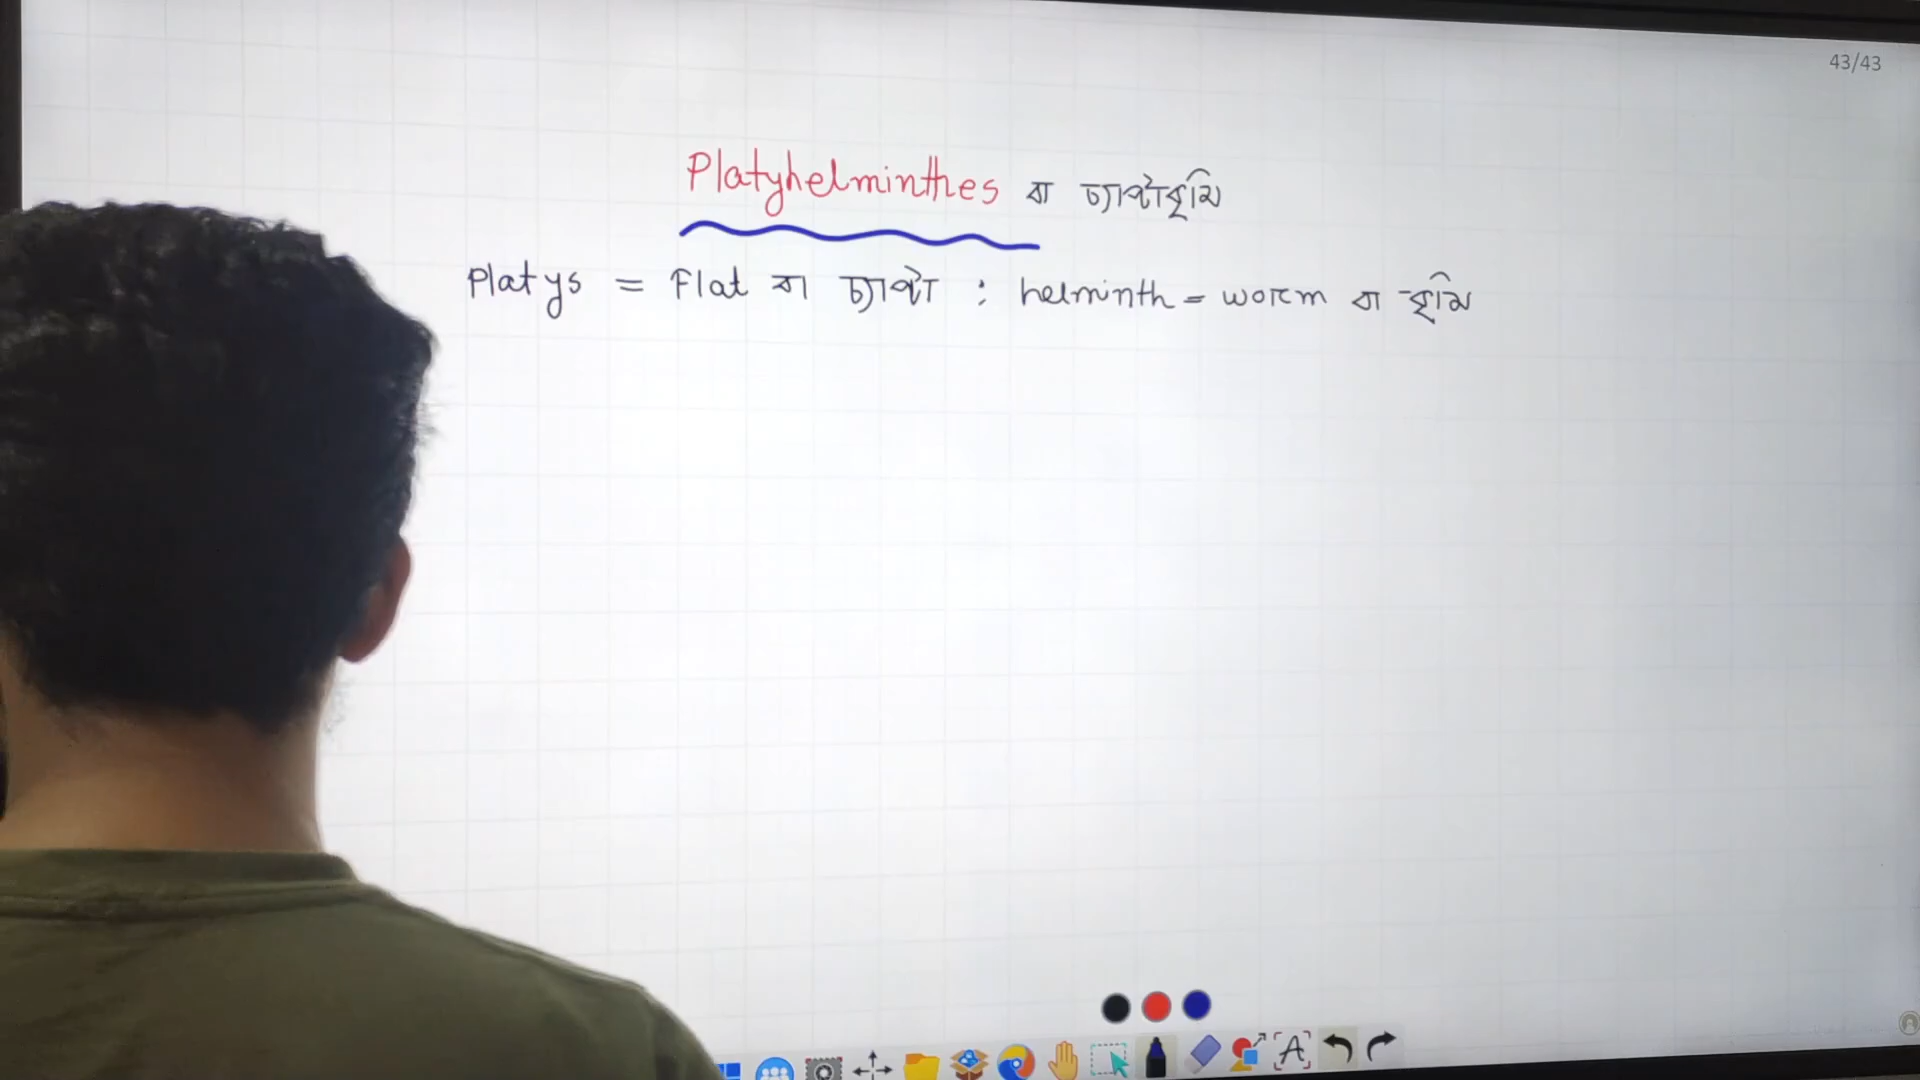 43/43
Platyhelminthes বা চ্যাপ্টাকৃমি
Platys = Flat বা চ্যাপ্টা : helminth = worm বা কৃমি